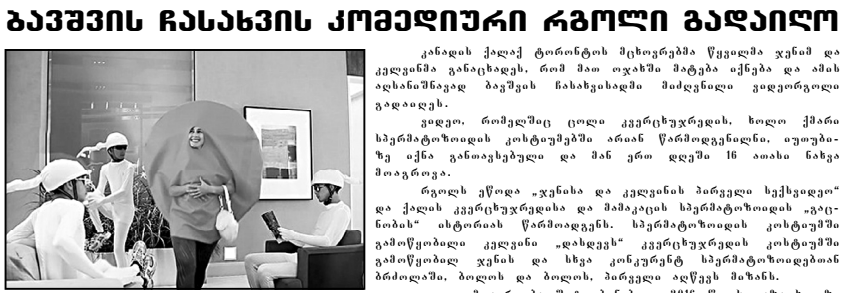 ბავშვის ჩასახვის კომედიური რგოლი გადაიღო
კანადის ქალაქ ტორონტოს მცხოვრებმა წყვილმა ჯენიმ და
კელვინმა განაცხადეს, რომ მათ ოჯახში მატება იქნება და ამის
აღსანიშნავად ბავშვის ჩასახვისადმი მიძღვნილი ვიდეორგოლი
გადაიღეს.
ვიდეო, რომელშიც ცოლი კვერცხუჯრედის, ხოლო ქმარი
სპერმატოზოიდის კოსტიუმებში არიან წარმოდგენილნი, იუთუბი-
ზე იქნა განთავსებული და მან ერთ დღეში 16 ათასი ნახვა
მოაგროვა.
რგოლს ეწოდა „ჯენისა და კელვინის პირველი სექსვიდეო“
და ქალის კვერცხუჯრედისა და მამაკაცის სპერმატოზოიდის „გაც-
ნობის“ ისტორიას წარმოადგენს. სპერმატოზოიდის კოსტიუმში
გამოწყობილი კელვინი „დასდევს“ კვერცხუჯრედის კოსტიუმში
გამოწყობილ ჯენის და სხვა კონკურენტ სპერმატოზოიდებთან
ბრძოლაში, ბოლოს და ბოლოს, პირველი აღწევს მიზანს.